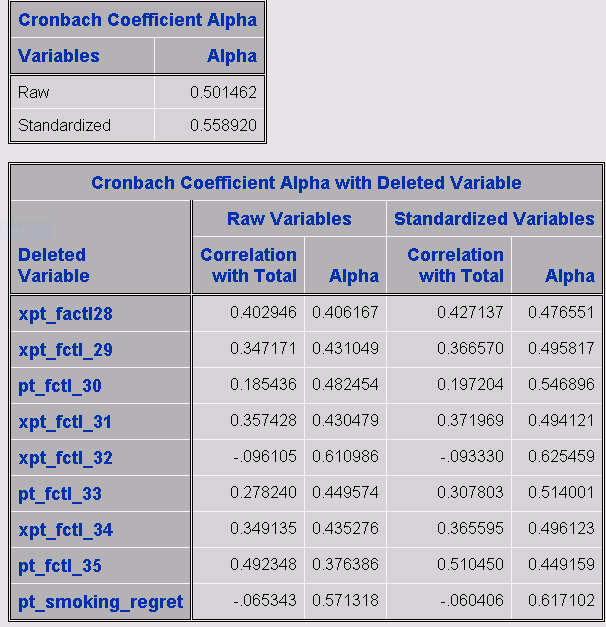 Cronbach Coefficient Alpha
Variables Alpha
Raw 0.501462
Standardized 0.558920
Cronbach Coefficient Alpha with Deleted Variable
Raw Variables Standardized Variables
Deleted Variable Correlation with Total Alpha Correlation with Total Alpha
xpt_factl28 0.402946 0.406167 0.427137 0.476551
xpt_fctl_29 0.347171 0.431049 0.366570 0.495817
pt_fctl_30 0.185436 0.482454 0.197204 0.546896
xpt_fctl_31 0.357428 0.430479 0.371969 0.494121
xpt_fctl_32 -.096105 0.610986 -.093330 0.625459
pt_fctl_33 0.278240 0.449574 0.307803 0.514001
xpt_fctl_34 0.349135 0.435276 0.365595 0.496123
pt_fctl_35 0.492348 0.376386 0.510450 0.449159
pt_smoking_regret -.065343 0.571318 -.060406 0.617102